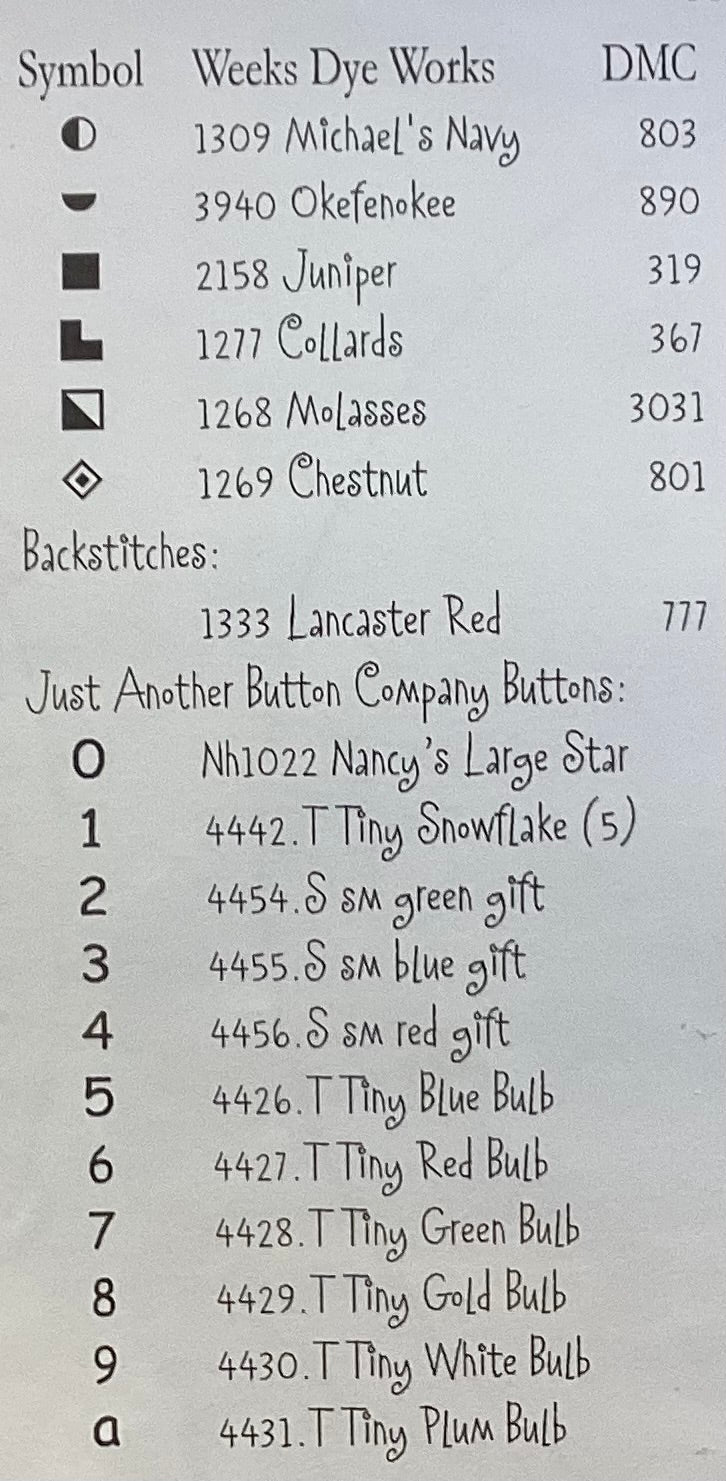 Symbol Weeks Dye Works DMC
1309 Michael's Navy 803
3940 Okefenokee 890
2158 Juniper 319
1277 Collards 367
1268 Molasses 3031
1269 Chestnut 801
Backstitches:
1333 Lancaster Red 777
Just Another Button Company Buttons:
0 Nh1022 Nancy's Large Star
1 4442.T Tiny Snowflake (5)
2 4454.S sm green gift
3 4455.S sm blue gift
4 4456.S sm red gift
5 4426.T Tiny Blue Bulb
6 4427.T Tiny Red Bulb
7 4428.T Tiny Green Bulb
8 4429.T Tiny Gold Bulb
9 4430.T Tiny White Bulb
a 4431.T Tiny Plum Bulb